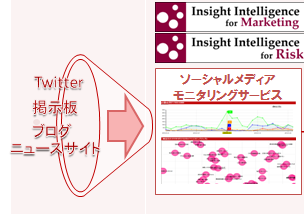 Insight Intelligence
for Marketing
Insight Intelligence
for Risk
Twitter
掲示板
ブログ
ニュースサイト
ソーシャルメディア
モニタリングサービス